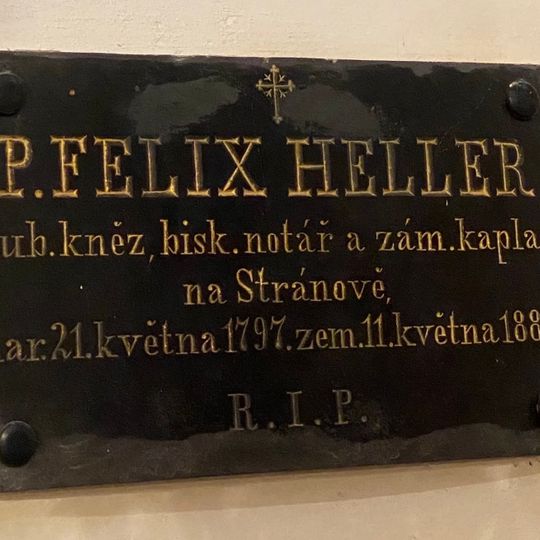 P. FELIX HELLER
ub. kněz, bisk. notář a zám. kapla
na Stránově,
ar. 21. května 1797. zem. 11. května 188
R. I. P.